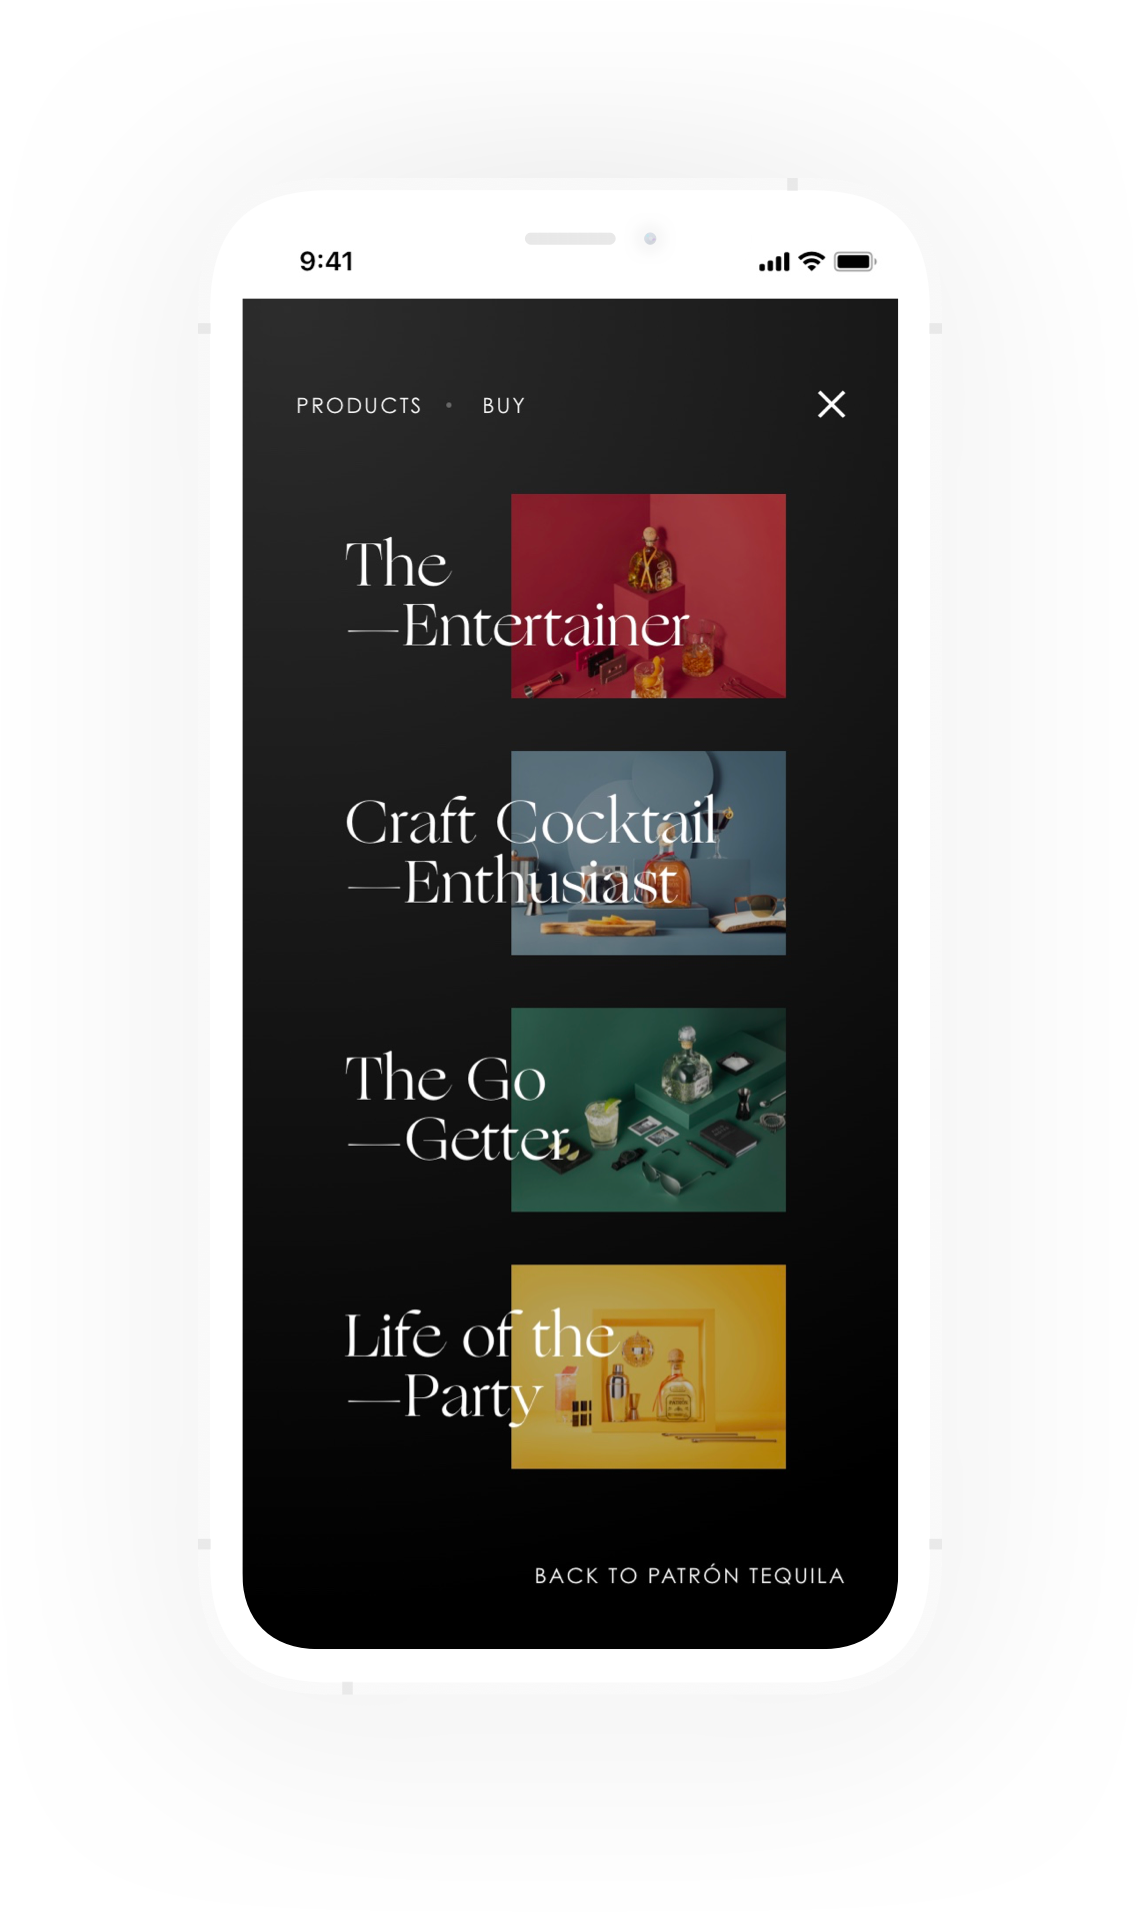 9:41
PRODUCTS • BUY
The
—Entertainer
Craft Cocktail
—Enthusiast
The Go
—Getter
Life of the
—Party
BACK TO PATRÓN TEQUILA